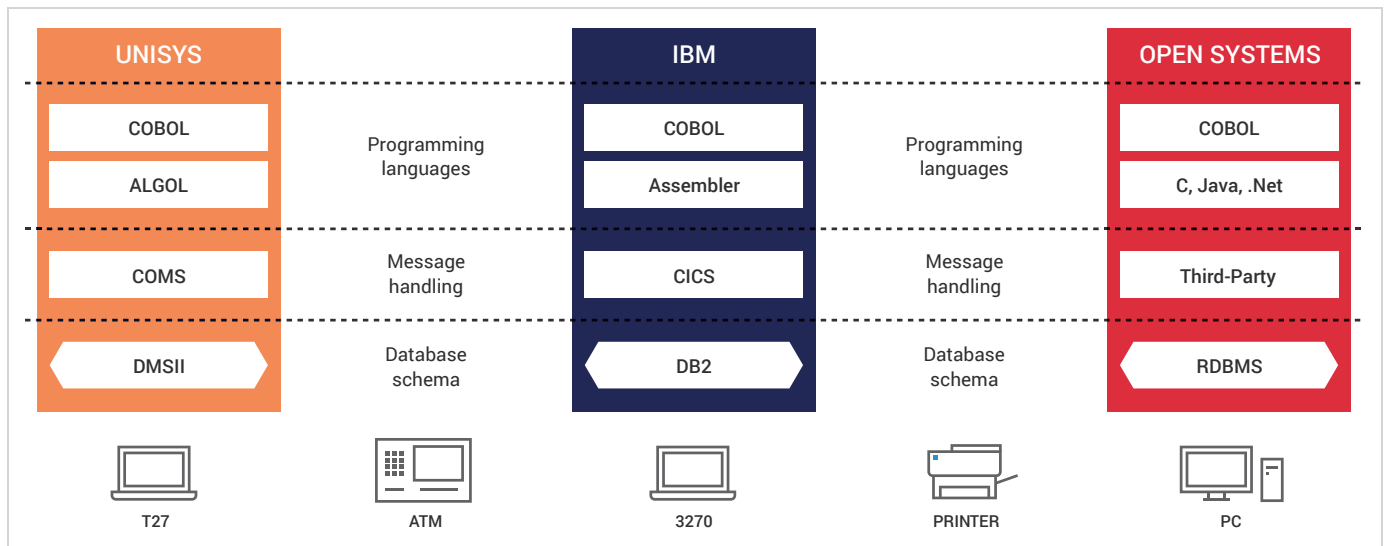 UNISYS
IBM
OPEN SYSTEMS
COBOL
Programming
languages
COBOL
Programming
languages
COBOL
ALGOL
Assembler
C, Java, .Net
COMS
Message
handling
CICS
Message
handling
Third-Party
DMSII
Database
schema
DB2
Database
schema
RDBMS
T27
ATM
3270
PRINTER
PC